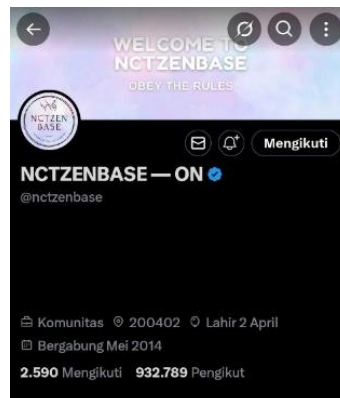 WELCOME TO
NCTZENBASE
OBEY THE RULES
NCTZEN
BASE
Mengikuti
NCTZENBASE — ON
@nctzenbase
Komunitas 200402 Lahir 2 April
Bergabung Mei 2014
2.590 Mengikuti 932.789 Pengikut